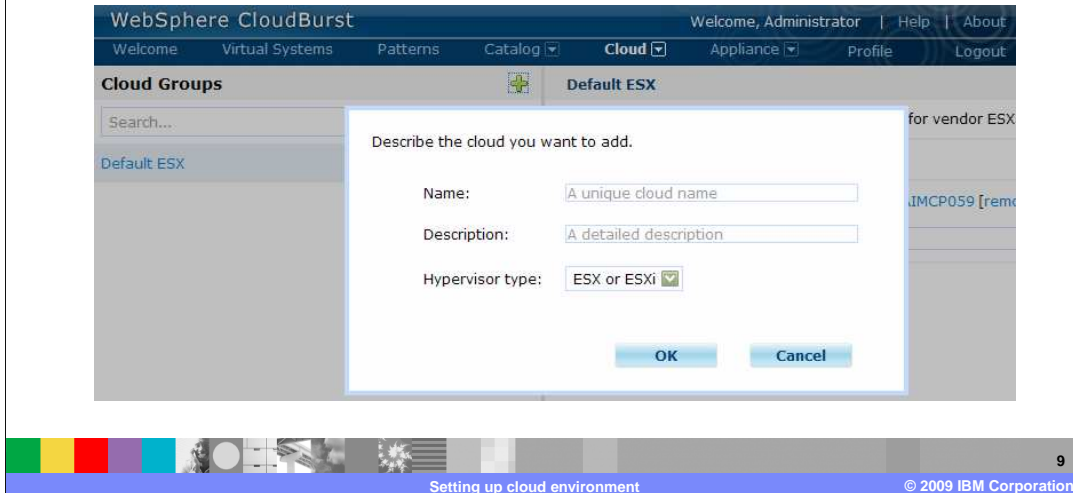 WebSphere CloudBurst
Welcome, Administrator | Help | About
Welcome Virtual Systems Patterns Catalog Cloud Appliance Profile Logout
Cloud Groups
Default ESX
Search...
for vendor ESX
Default ESX
Describe the cloud you want to add.
Name: A unique cloud name
IMCP059 [remo
Description: A detailed description
Hypervisor type: ESX or ESXi
OK Cancel
9
Setting up cloud environment © 2009 IBM Corporation